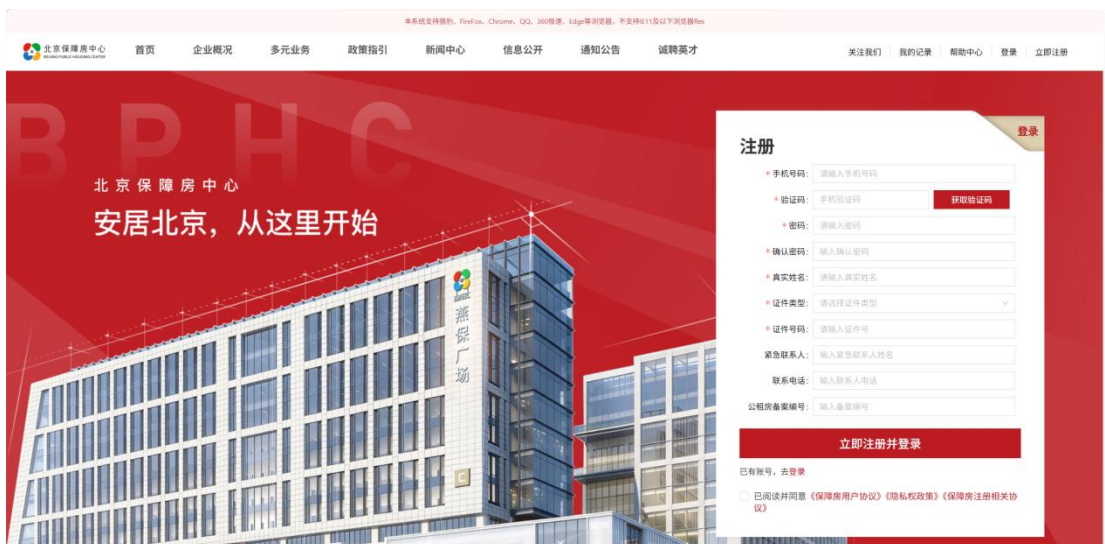 本系统支持猎豹、FireFox、Chrome、QQ、360极速、Edge等浏览器，不支持IE11及以下浏览器flex
北京保障房中心 首页 企业概况 多元业务 政策指引 新闻中心 信息公开 通知公告 诚聘英才 关注我们 我的记录 帮助中心 登录 立即注册
BEIJING PUBLIC HOUSING CENTER
BPHC
北京保障房中心
安居北京，从这里开始
燕保广场
C
登录
注册
* 手机号码： 请输入手机号码
* 验证码： 手机验证码 获取验证码
* 密码： 请输入密码
* 确认密码： 输入确认密码
* 真实姓名： 请输入真实姓名
* 证件类型： 请选择证件类型
* 证件号码： 请输入证件号
紧急联系人： 输入紧急联系人姓名
联系电话： 输入联系人电话
公租房备案编号： 输入备案编号
立即注册并登录
已有账号，去登录
已阅读并同意《保障房用户协议》《隐私权政策》《保障房注册相关协
议》